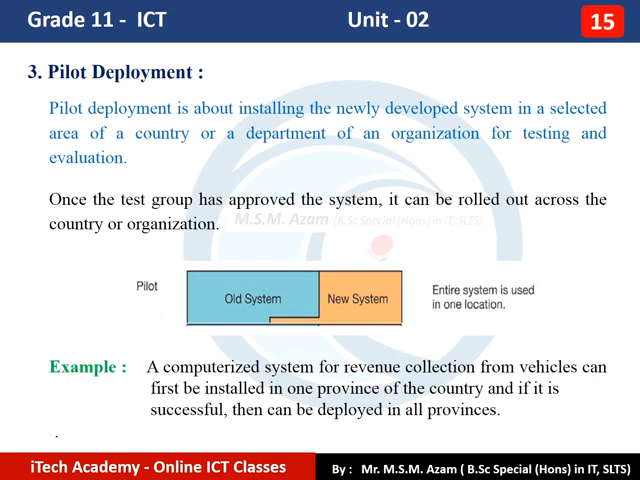 Grade 11 - ICT Unit - 02 15
3. Pilot Deployment :
Pilot deployment is about installing the newly developed system in a selected
area of a country or a department of an organization for testing and
evaluation.
Once the test group has approved the system, it can be rolled out across the
country or organization.
M.S.M. Azam (B.Sc Special (Hons) in IT, SLTS)
Pilot
Old System
New System
Entire system is used
in one location.
Example : A computerized system for revenue collection from vehicles can
first be installed in one province of the country and if it is
successful, then can be deployed in all provinces.
.
iTech Academy - Online ICT Classes By : Mr. M.S.M. Azam ( B.Sc Special (Hons) in IT, SLTS)